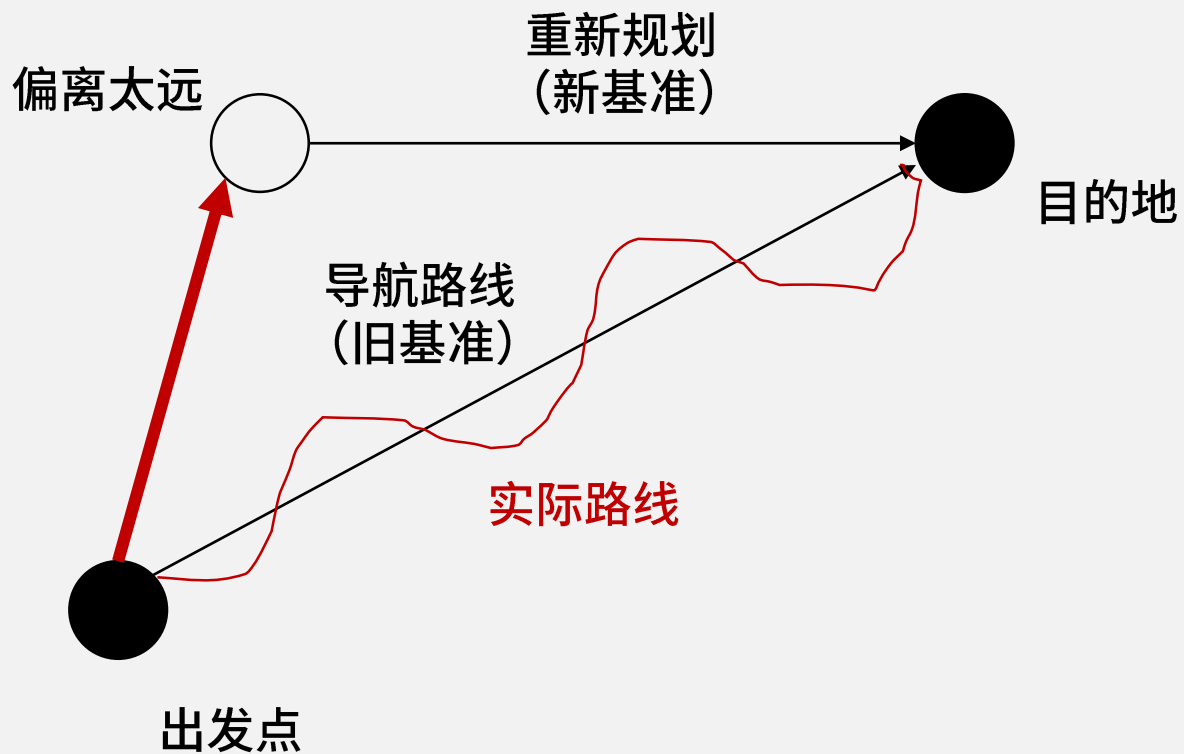 重新规划
（新基准）
偏离太远
目的地
导航路线
（旧基准）
实际路线
出发点